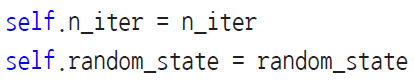 self.n_iter = n_iter
self.random_state = random_state